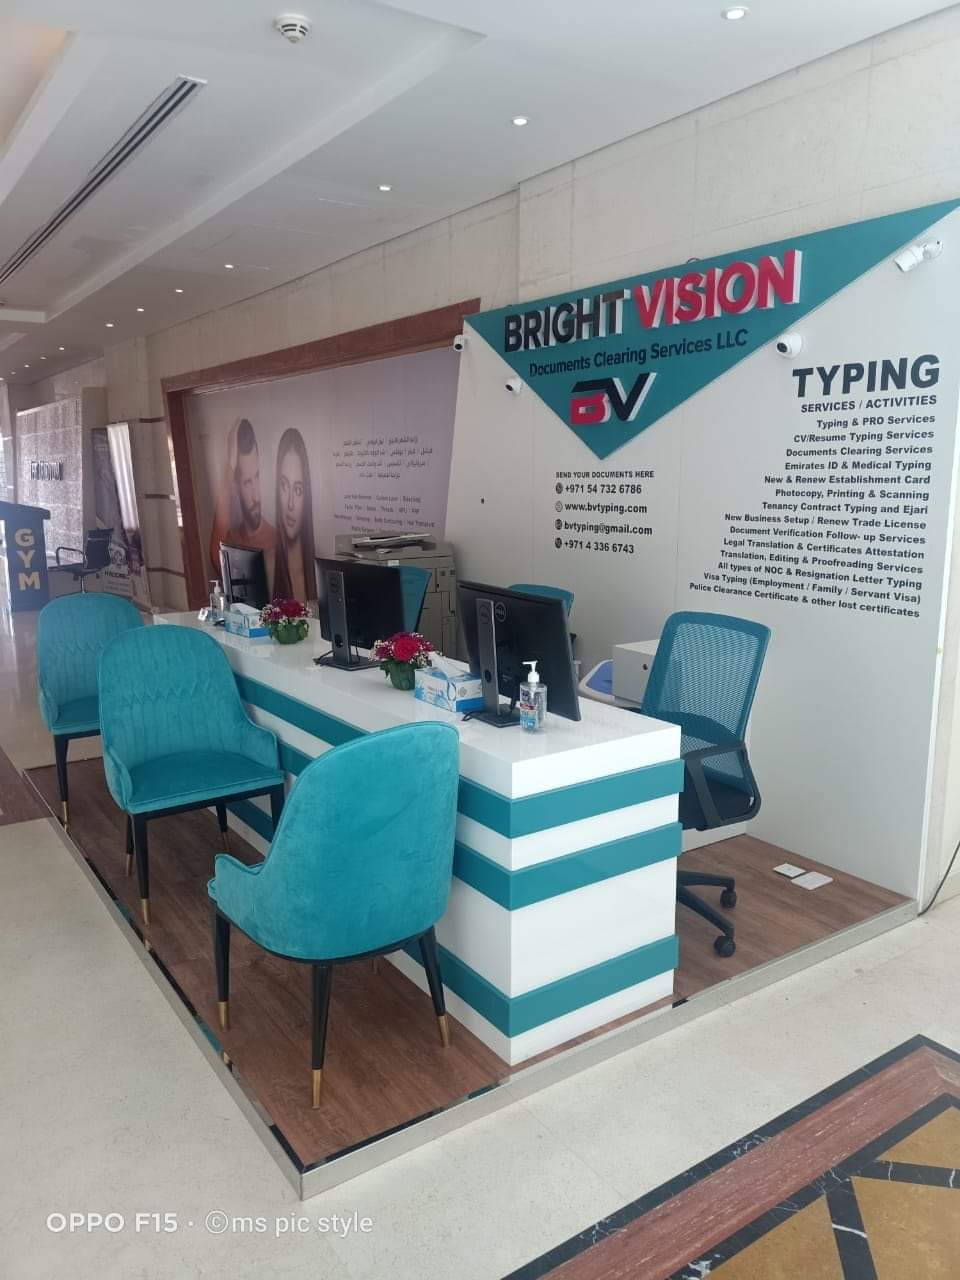 BRIGHT VISION
Documents Clearing Services LLC
BV
SEND YOUR DOCUMENTS HERE
+971 54 732 6786
www.bvtyping.com
bvtyping@gmail.com
+971 4 336 6743
TYPING
SERVICES / ACTIVITIES
Typing & PRO Services
CV/Resume Typing Services
Documents Clearing Services
Emirates ID & Medical Typing
New & Renew Establishment Card
Photocopy, Printing & Scanning
Tenancy Contract Typing and Ejari
New Business Setup / Renew Trade License
Document Verification Follow- up Services
Legal Translation & Certificates Attestation
Translation, Editing & Proofreading Services
All types of NOC & Resignation Letter Typing
Visa Typing (Employment / Family / Servant Visa)
Police Clearance Certificate & other lost certificates
GYM
DELL
DELL
OPPO F15 · ©ms pic style